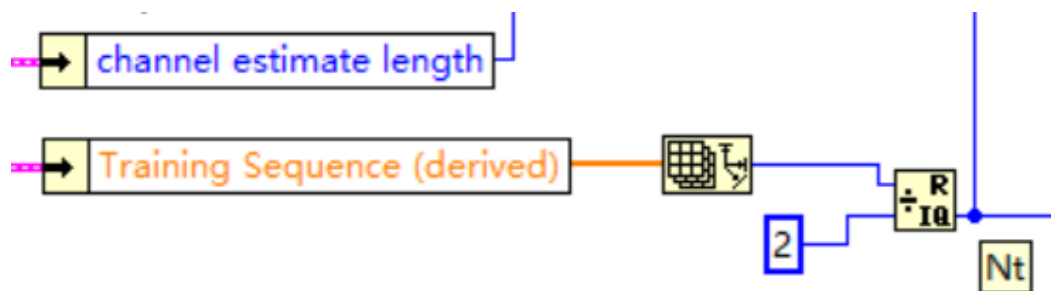 channel estimate length
Training Sequence (derived)
÷ R
IQ
2
Nt